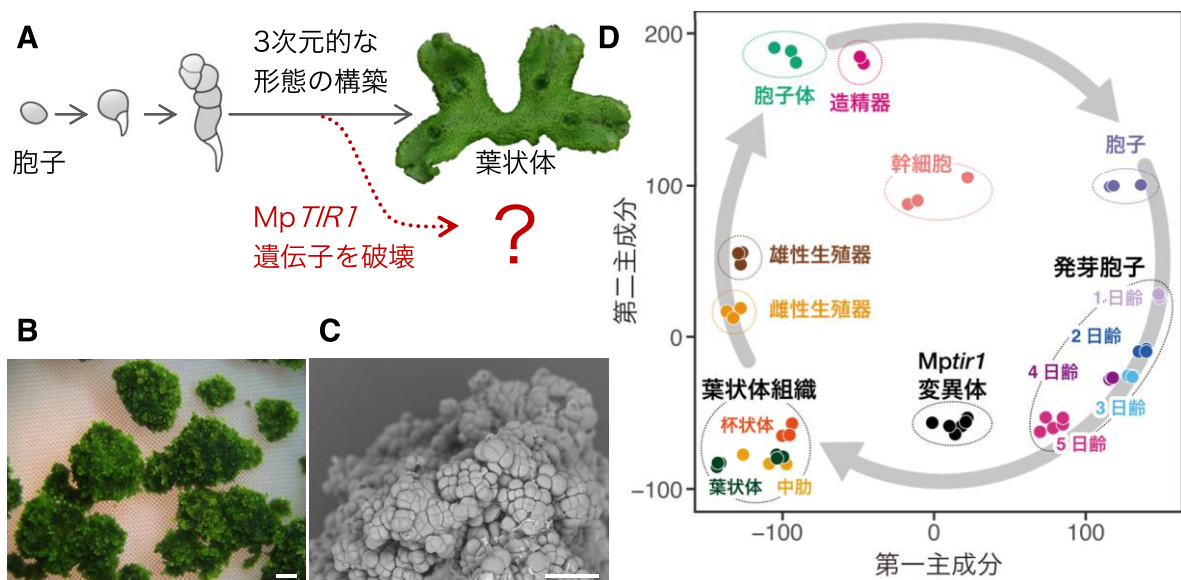 A
胞子
3次元的な
形態の構築
葉状体
MpTIR1
遺伝子を破壊
?
B
C
D
200
100
0
−100
第二主成分
−100
0
100
第一主成分
胞子体
造精器
胞子
幹細胞
雄性生殖器
雌性生殖器
発芽胞子
1日齢
2日齢
4日齢
3日齢
5日齢
Mptir1
変異体
葉状体組織
杯状体
葉状体
中肋